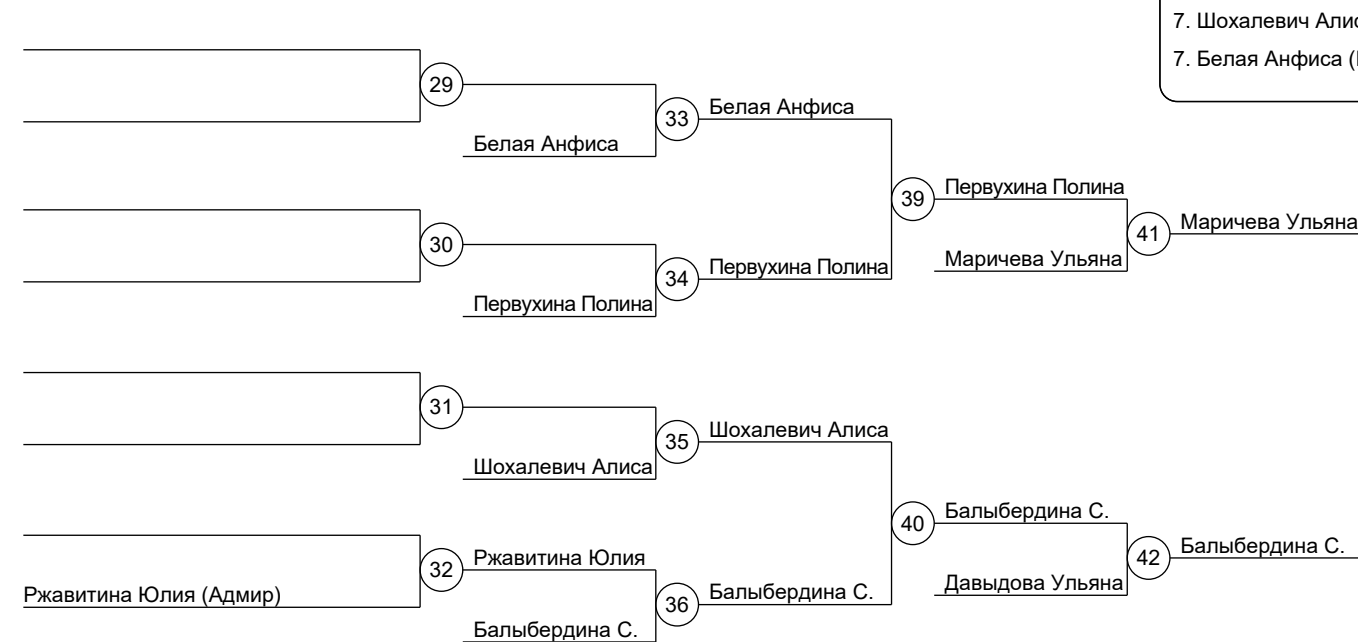 7. Шохалевич Алис
7. Белая Анфиса (
29
33
Белая Анфиса
Белая Анфиса
39
Первухина Полина
30
41
Маричева Ульяна
34
Первухина Полина
Маричева Ульяна
Первухина Полина
31
35
Шохалевич Алиса
Шохалевич Алиса
40
Балыбердина С.
32
Ржавитина Юлия
42
Балыбердина С.
Ржавитина Юлия (Адмир)
36
Балыбердина С.
Давыдова Ульяна
Балыбердина С.